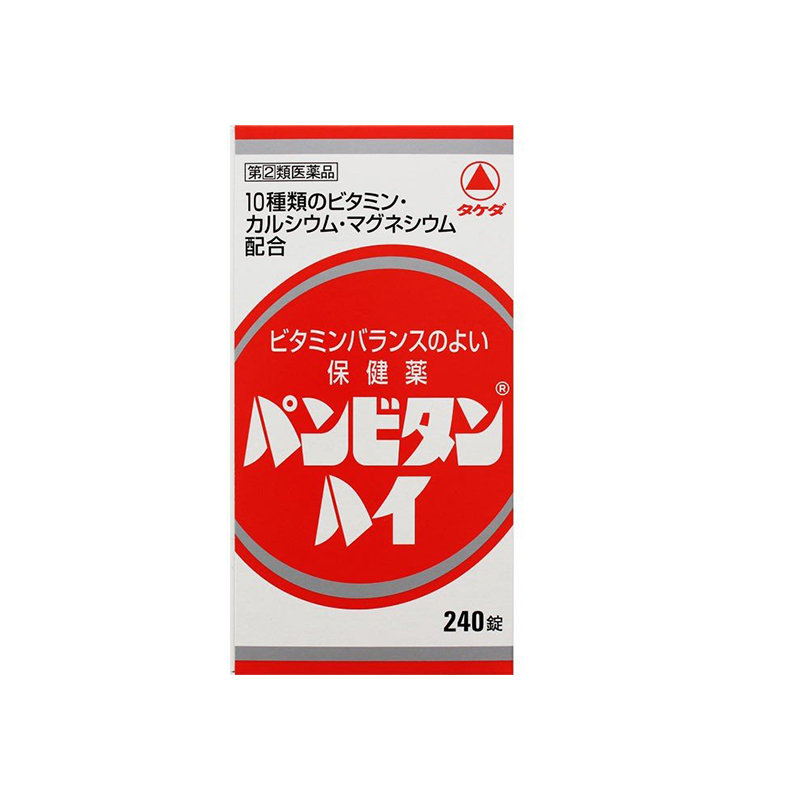 第②類医薬品
10種類のビタミン・
カルシウム・マグネシウム
配合
タケダ
ビタミンバランスのよい
保健薬
パンビタン®
ハイ
240錠